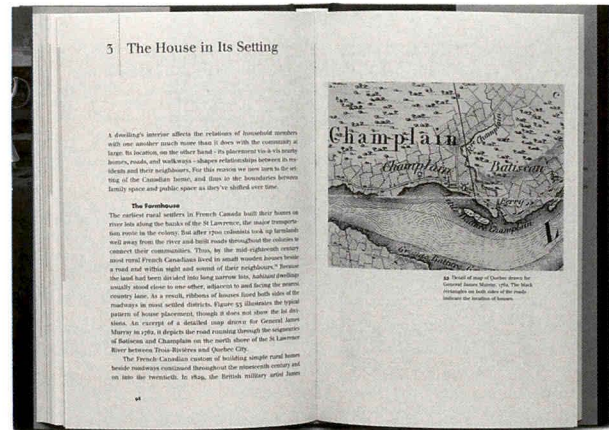 3 The House in Its Setting
A dwelling's interior affects the relations of household members
with one another much more than it does with the community at
large. Its location, on the other hand - its placement vis-à-vis nearby
homes, roads, and walkways - shapes relationships between its res-
idents and their neighbours. For this reason we now turn to the set-
ting of the Canadian home, and thus to the boundaries between
family space and public space as they've shifted over time.
The Farmhouse
The earliest rural settlers in French Canada built their homes on
river lots along the banks of the St Lawrence, the major transporta-
tion route in the colony. But after 1700 colonists took up farmlands
well away from the river and built roads throughout the colonies to
connect their communities. Thus, by the mid-eighteenth century
most rural French Canadians lived in small wooden houses beside
a road and within sight and sound of their neighbours. Because
the land had been divided into long narrow lots, habitant dwellings
usually stood close to one other, adjacent to and facing the nearest
country lane. As a result, ribbons of houses lined both sides of the
roadways in most settled districts. Figure 53 illustrates the typical
pattern of house placement, though it does not show the lot divi-
sions. An excerpt of a detailed map drawn for General James
Murray in 1762, it depicts the road running through the seigneuries
of Batiscan and Champlain on the north shore of the St Lawrence
River between Trois-Rivières and Quebec City.
The French-Canadian custom of building simple rural homes
beside roadways continued throughout the nineteenth century and
on into the twentieth. In 1829, the British military artist James
Champlain
Champlain
Batiscan
Ferry
Champlain
L
53 Detail of map of Quebec drawn for
General James Murray, 1762. The black
rectangles on both sides of the roads
indicate the location of houses.